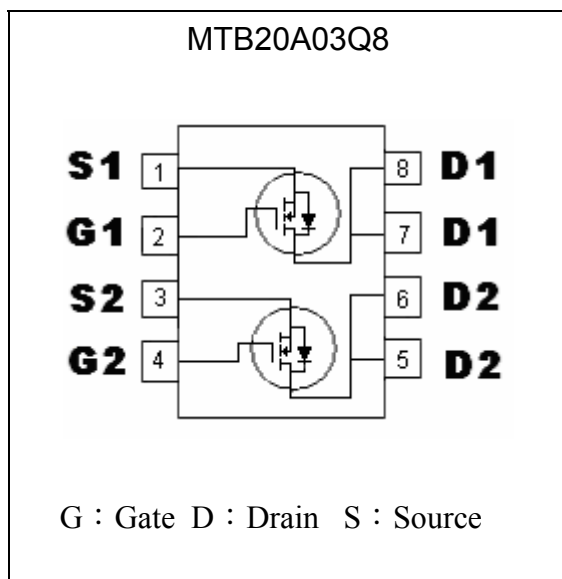 MTB20A03Q8
S1 1 8 D1
G1 2 7 D1
S2 3 6 D2
G2 4 5 D2
G：Gate D：Drain S：Source